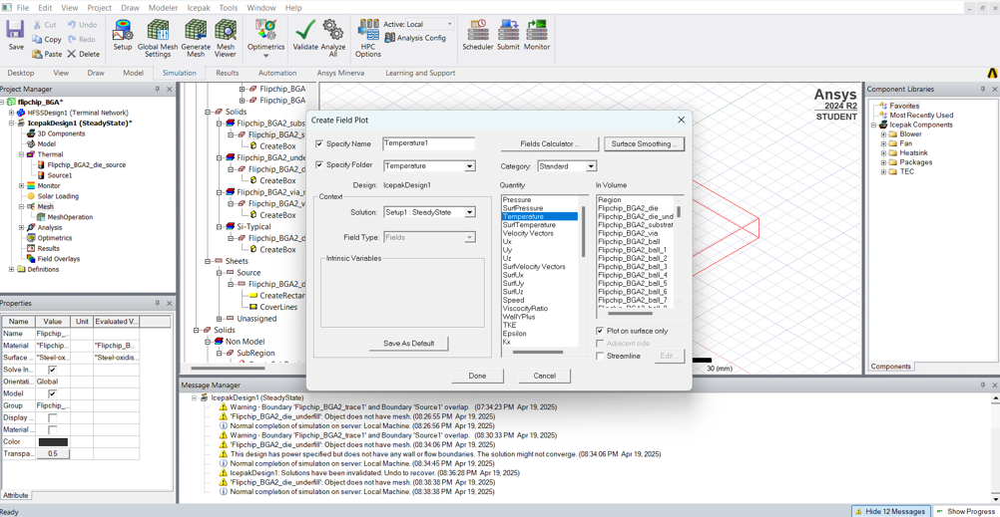 File Edit View Project Draw Modeler Icepak Tools Window Help
Save
Cut
Copy
Paste
Undo
Redo
Delete
Setup
Global Mesh Settings
Generate Mesh
Mesh Viewer
Optimetrics
Validate
Analyze All
HPC Options
Active: Local
Analysis Config
Scheduler
Submit
Monitor
Desktop View Draw Model Simulation Results Automation Ansys Minerva Learning and Support
Project Manager
flipchip_BGA*
HFSSDesign1 (Terminal Network)
IcepakDesign1 (SteadyState)*
3D Components
Model
Thermal
Flipchip_BGA2_die_source
Source1
Monitor
Solar Loading
Mesh
MeshOperation
Analysis
Optimetrics
Results
Field Overlays
Definitions
Properties
Name Value Unit Evaluated V...
Name Flipchip_...
Material "Flipchip_... "Flipchip_B...
Surface ... "Steel-ox... "Steel-oxidis...
Solve In...
Orientati... Global
Model
Group Flipchip_...
Display ...
Material ...
Color
Transpa... 0.5
Attribute
Flipchip_BGA
Flipchip_BGA
Solids
Flipchip_BGA2_subs
Flipchip_BGA2_s
CreateBox
Flipchip_BGA2_unde
Flipchip_BGA2_d
CreateBox
Flipchip_BGA2_via_r
Flipchip_BGA2_v
CreateBox
Si-Typical
Flipchip_BGA2_d
CreateBox
Sheets
Source
Flipchip_BGA2_d
CreateRectan
CoverLines
Unassigned
Solids
Non Model
SubRegion
Create Field Plot
Specify Name Temperature1
Fields Calculator ...
Surface Smoothing ...
Specify Folder Temperature
Category: Standard
Design: IcepakDesign1
Context
Solution: Setup1 : SteadyState
Field Type: Fields
Intrinsic Variables
Save As Default
Quantity
Pressure
SurfPressure
Temperature
SurfTemperature
Velocity Vectors
Ux
Uy
Uz
SurfVelocity Vectors
SurfUx
SurfUy
SurfUz
Speed
ViscosityRatio
WallYPlus
TKE
Epsilon
Kx
In Volume
Region
Flipchip_BGA2_die
Flipchip_BGA2_die_und
Flipchip_BGA2_substrat
Flipchip_BGA2_via
Flipchip_BGA2_ball
Flipchip_BGA2_ball_1
Flipchip_BGA2_ball_2
Flipchip_BGA2_ball_3
Flipchip_BGA2_ball_4
Flipchip_BGA2_ball_5
Flipchip_BGA2_ball_6
Flipchip_BGA2_ball_7
Plot on surface only
Adjacent side
Streamline
Edit ...
Done
Cancel
Ansys
2024 R2
STUDENT
30 (mm)
Component Libraries
Favorites
Most Recently Used
Icepak Components
Blower
Fan
Heatsink
Packages
TEC
Components
Message Manager
IcepakDesign1 (SteadyState)
Warning - Boundary 'Flipchip_BGA2_trace1' and Boundary 'Source1' overlap. (07:34:23 PM Apr 19, 2025)
'Flipchip_BGA2_die_underfill': Object does not have mesh. (08:26:55 PM Apr 19, 2025)
Normal completion of simulation on server: Local Machine. (08:26:56 PM Apr 19, 2025)
Warning - Boundary 'Flipchip_BGA2_trace1' and Boundary 'Source1' overlap. (08:30:33 PM Apr 19, 2025)
'Flipchip_BGA2_die_underfill': Object does not have mesh. (08:34:06 PM Apr 19, 2025)
This design has power specified but does not have any wall or flow boundaries. The solution might not converge. (08:34:06 PM Apr 19, 2025)
Normal completion of simulation on server: Local Machine. (08:34:45 PM Apr 19, 2025)
IcepakDesign1: Solutions have been invalidated. Undo to recover. (08:36:28 PM Apr 19, 2025)
'Flipchip_BGA2_die_underfill': Object does not have mesh. (08:38:38 PM Apr 19, 2025)
Normal completion of simulation on server: Local Machine. (08:38:38 PM Apr 19, 2025)
Ready
Hide 12 Messages
Show Progress